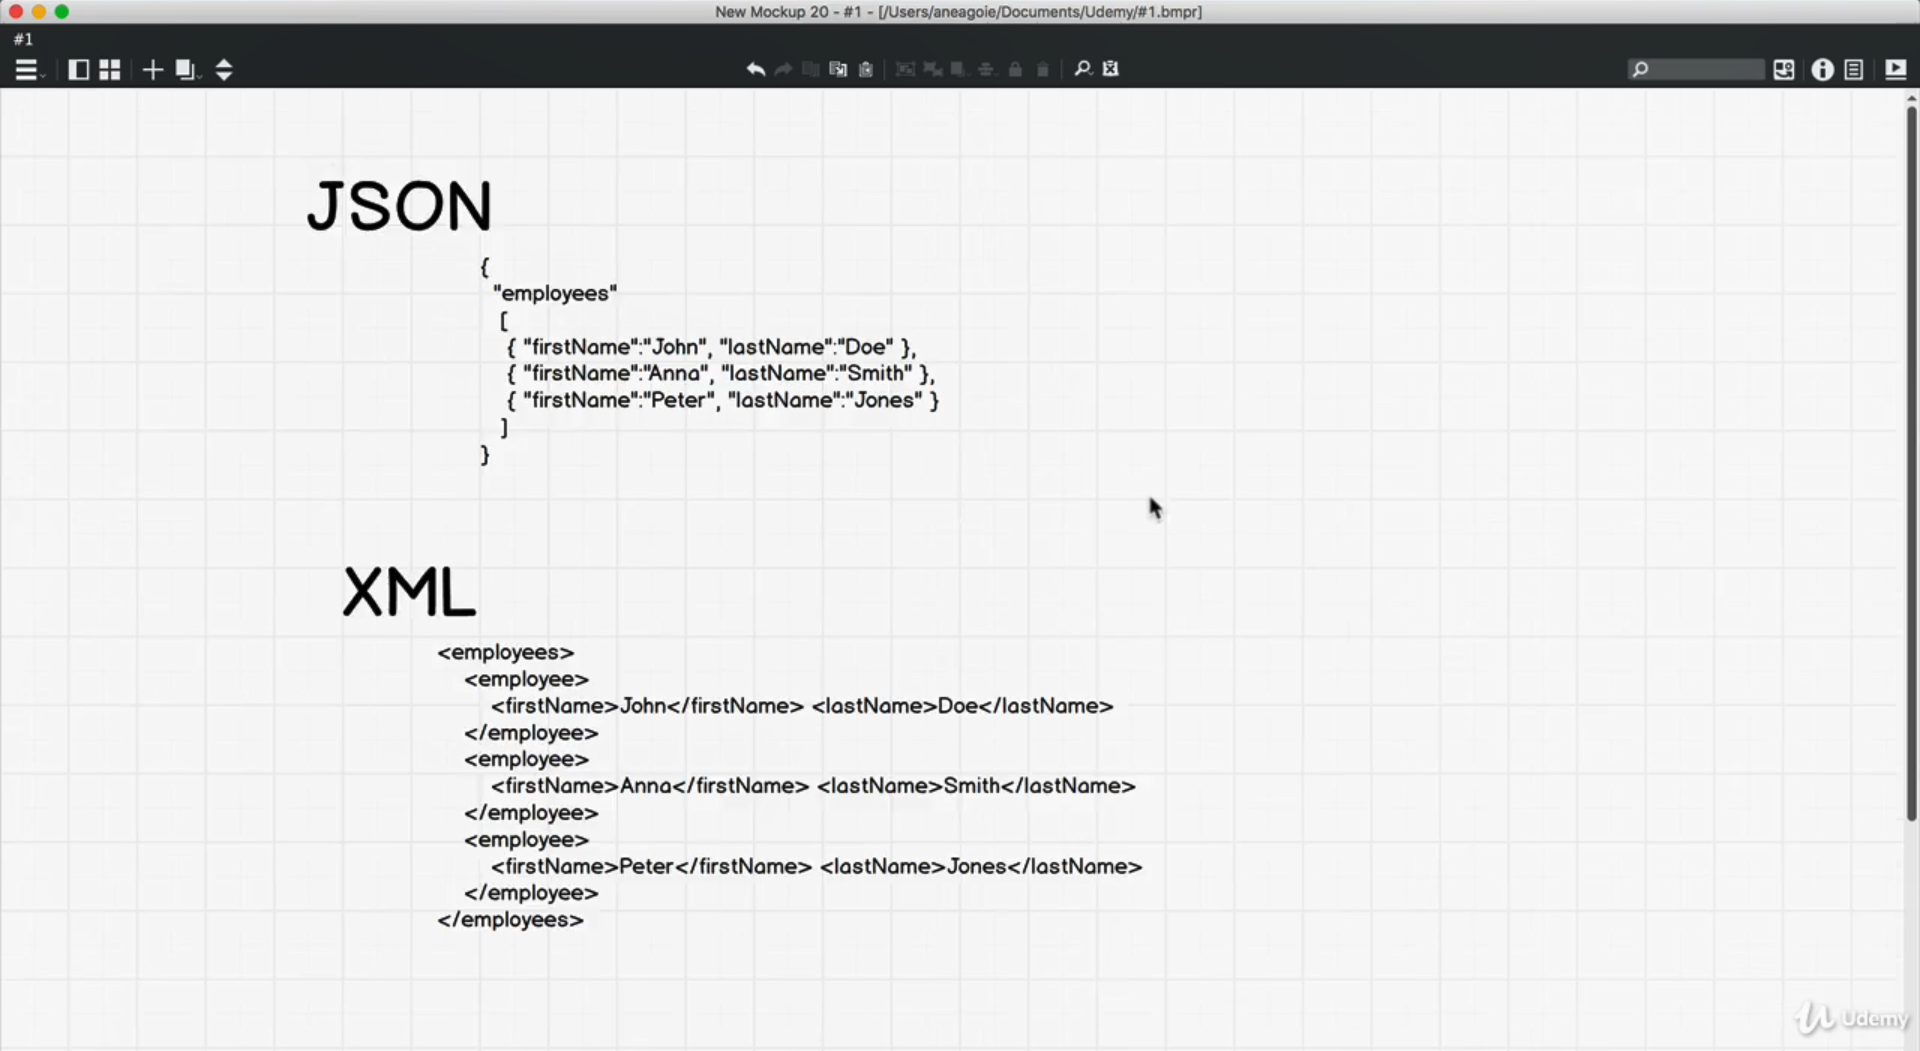 New Mockup 20 - #1 - [/Users/aneagoie/Documents/Udemy/#1.bmpr]
#1
JSON
{
"employees"
[
{ "firstName":"John", "lastName":"Doe" },
{ "firstName":"Anna", "lastName":"Smith" },
{ "firstName":"Peter", "lastName":"Jones" }
]
}
XML
<employees>
<employee>
<firstName>John</firstName> <lastName>Doe</lastName>
</employee>
<employee>
<firstName>Anna</firstName> <lastName>Smith</lastName>
</employee>
<employee>
<firstName>Peter</firstName> <lastName>Jones</lastName>
</employee>
</employees>
Udemy